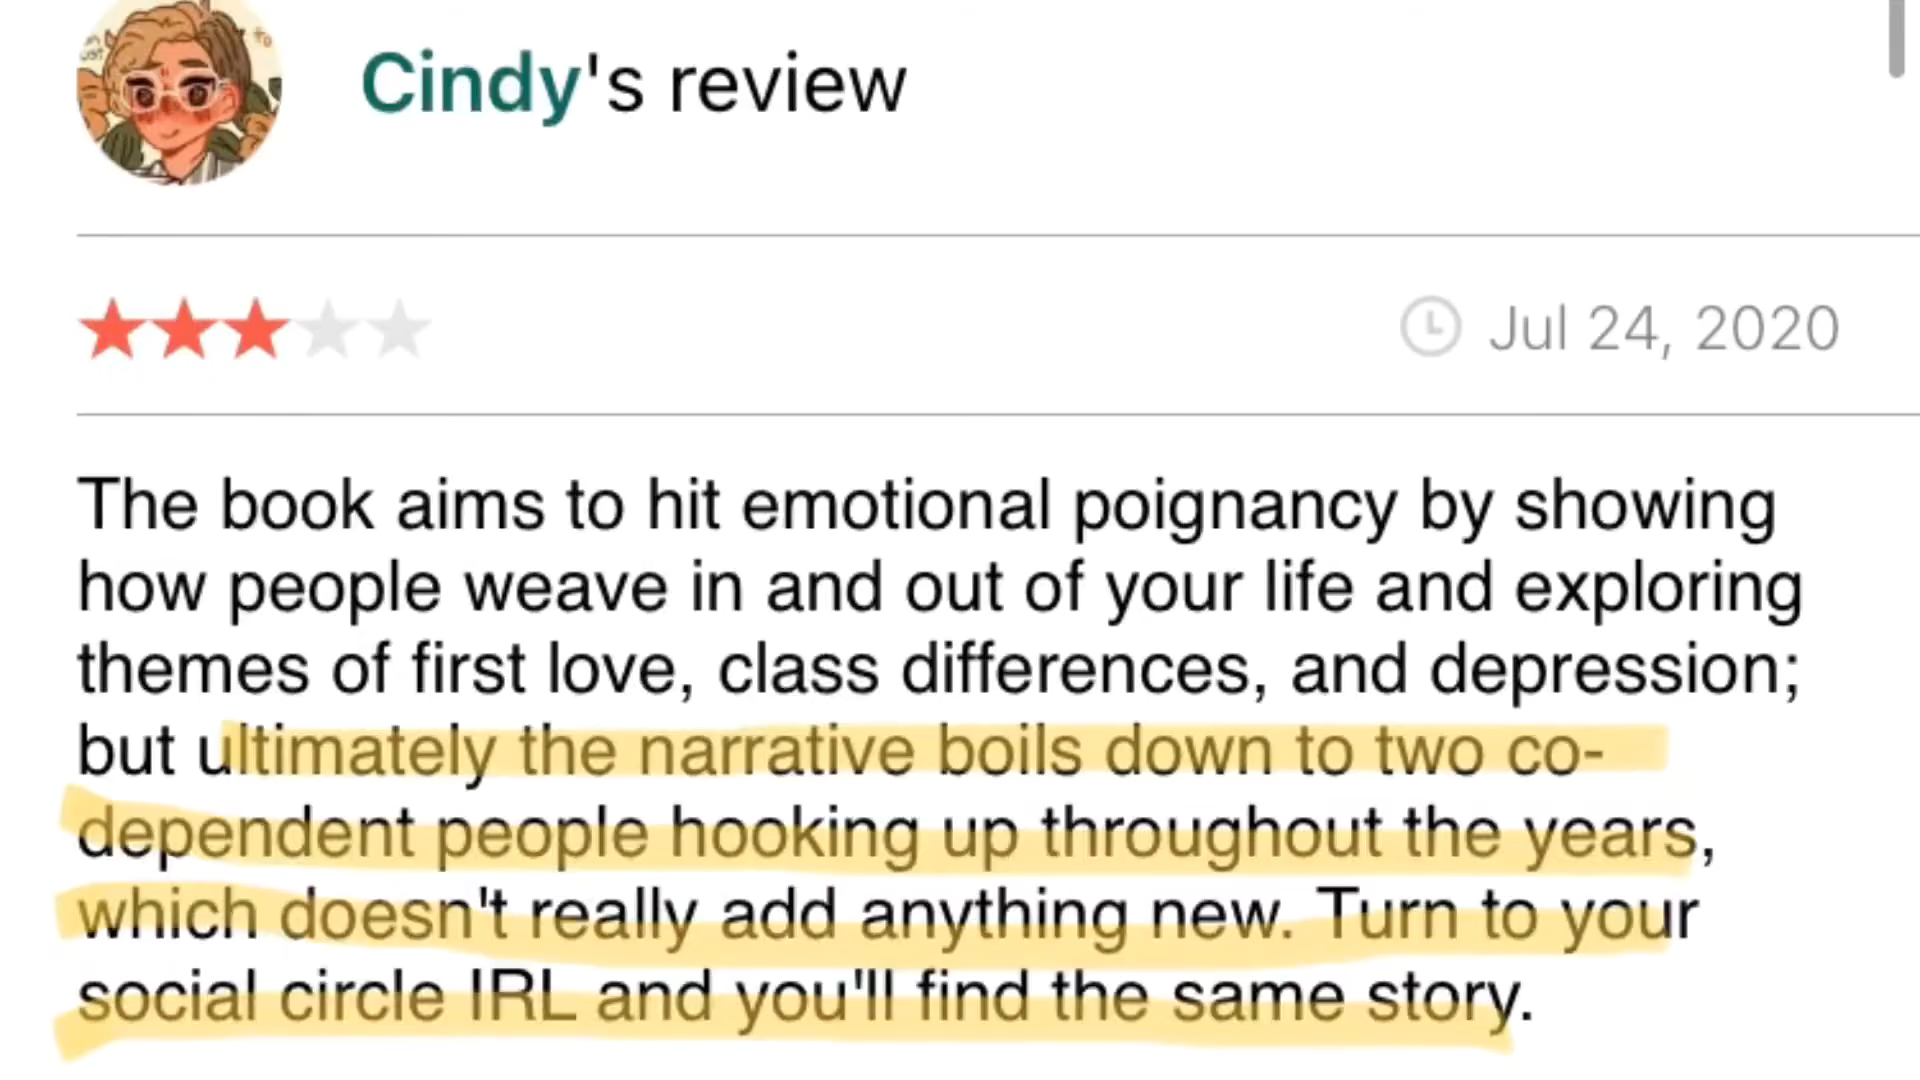 Cindy's review
Jul 24, 2020
The book aims to hit emotional poignancy by showing
how people weave in and out of your life and exploring
themes of first love, class differences, and depression;
but ultimately the narrative boils down to two co-
dependent people hooking up throughout the years,
which doesn't really add anything new. Turn to your
social circle IRL and you'll find the same story.